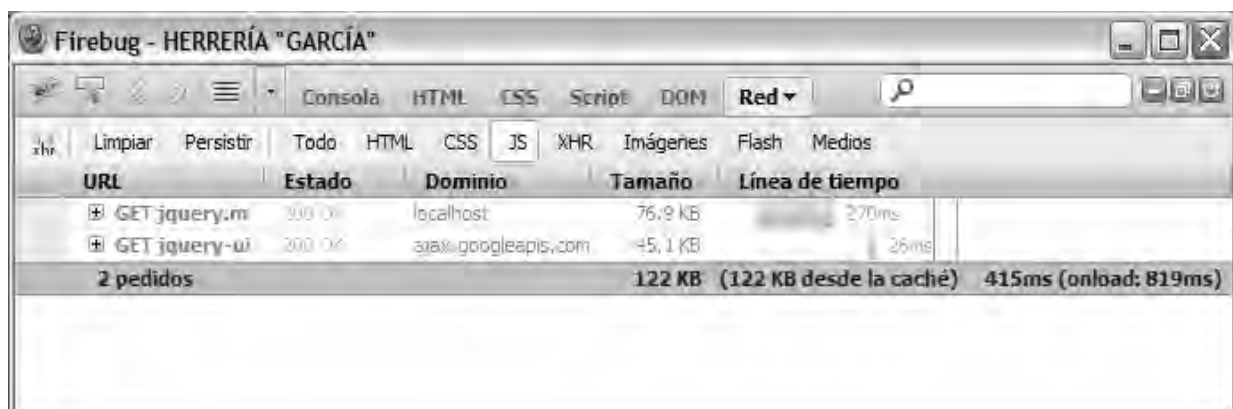 Firebug - HERRERÍA "GARCÍA"
Consola HTML CSS Script DOM Red
xhr Limpiar Persistir Todo HTML CSS JS XHR Imágenes Flash Medios
URL Estado Dominio Tamaño Línea de tiempo
GET jquery.m localhost 76,9 KB 270ms
GET jquery-ui 200 OK ajax.googleapis.com 45,1 KB 26ms
2 pedidos 122 KB (122 KB desde la caché) 415ms (onload: 819ms)